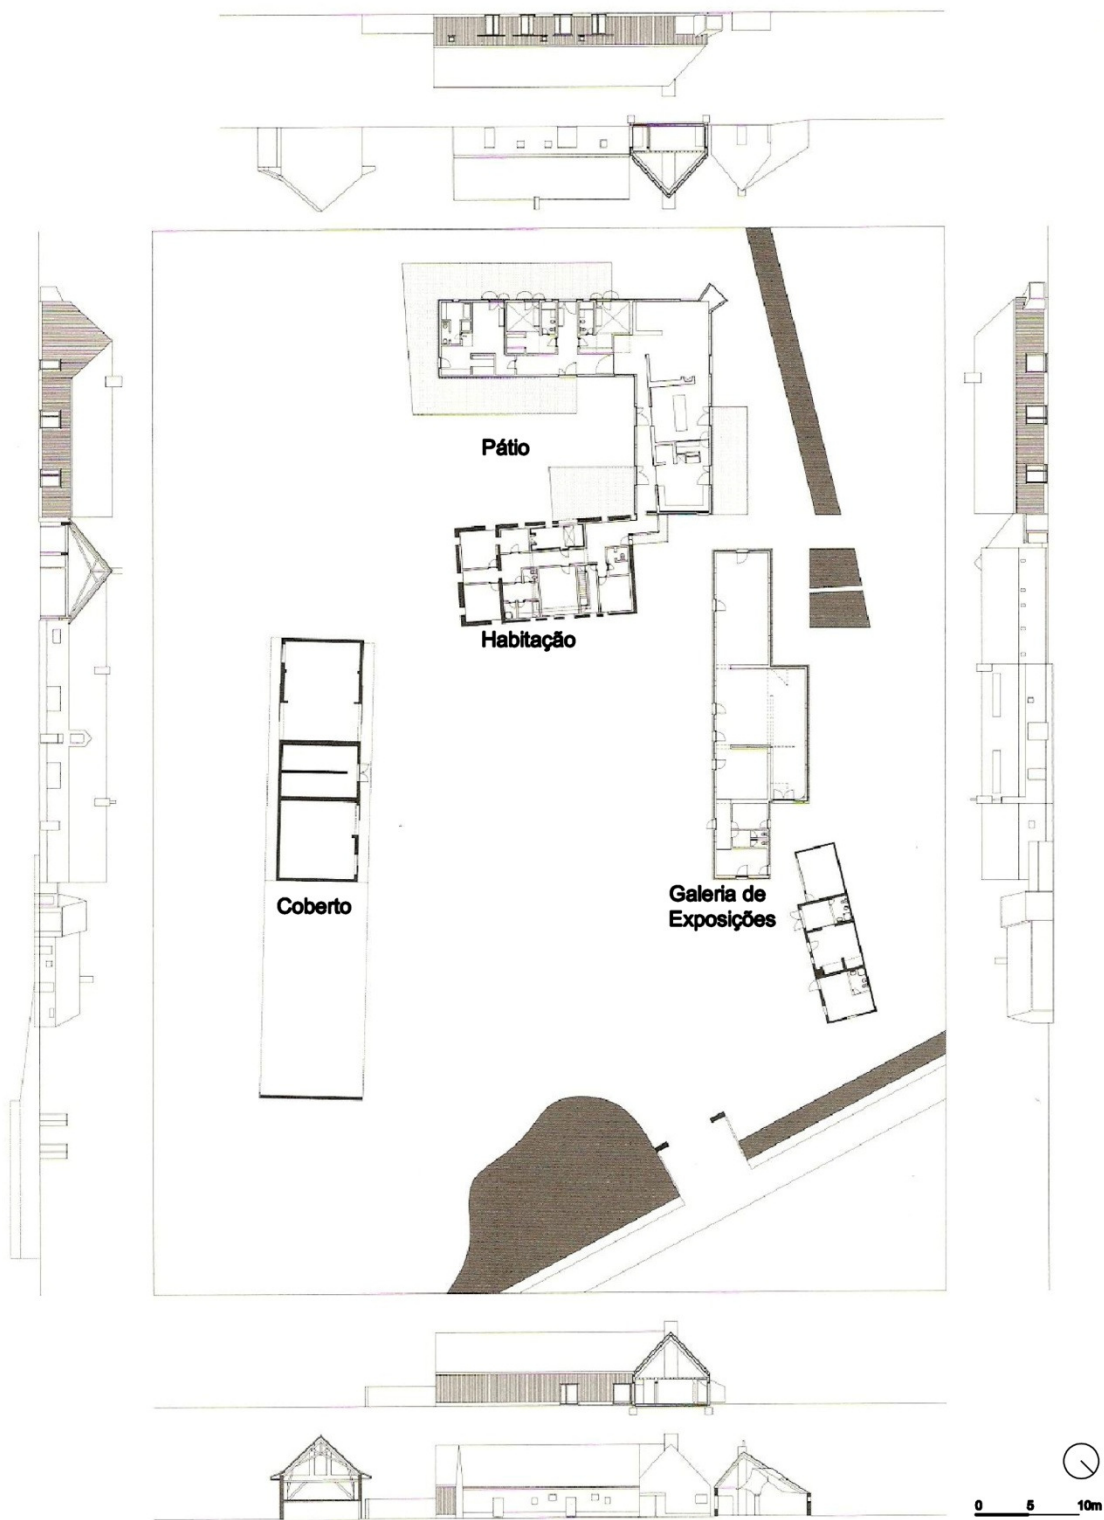 Pátio
Habitação
Coberto
Galeria de
Exposições
0 5 10m